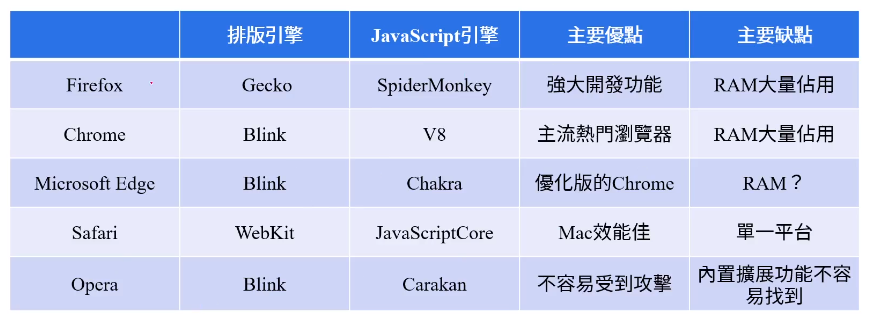 排版引擎 JavaScript引擎 主要優點 主要缺點
Firefox Gecko SpiderMonkey 強大開發功能 RAM大量佔用
Chrome Blink V8 主流熱門瀏覽器 RAM大量佔用
Microsoft Edge Blink Chakra 優化版的Chrome RAM？
Safari WebKit JavaScriptCore Mac效能佳 單一平台
Opera Blink Carakan 不容易受到攻擊 內置擴展功能不容
易找到